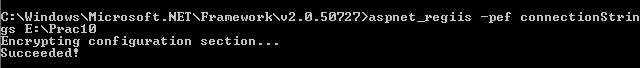 C:\Windows\Microsoft.NET\Framework\v2.0.50727>aspnet_regiis -pef connectionStrin
gs E:\Prac10
Encrypting configuration section...
Succeeded!